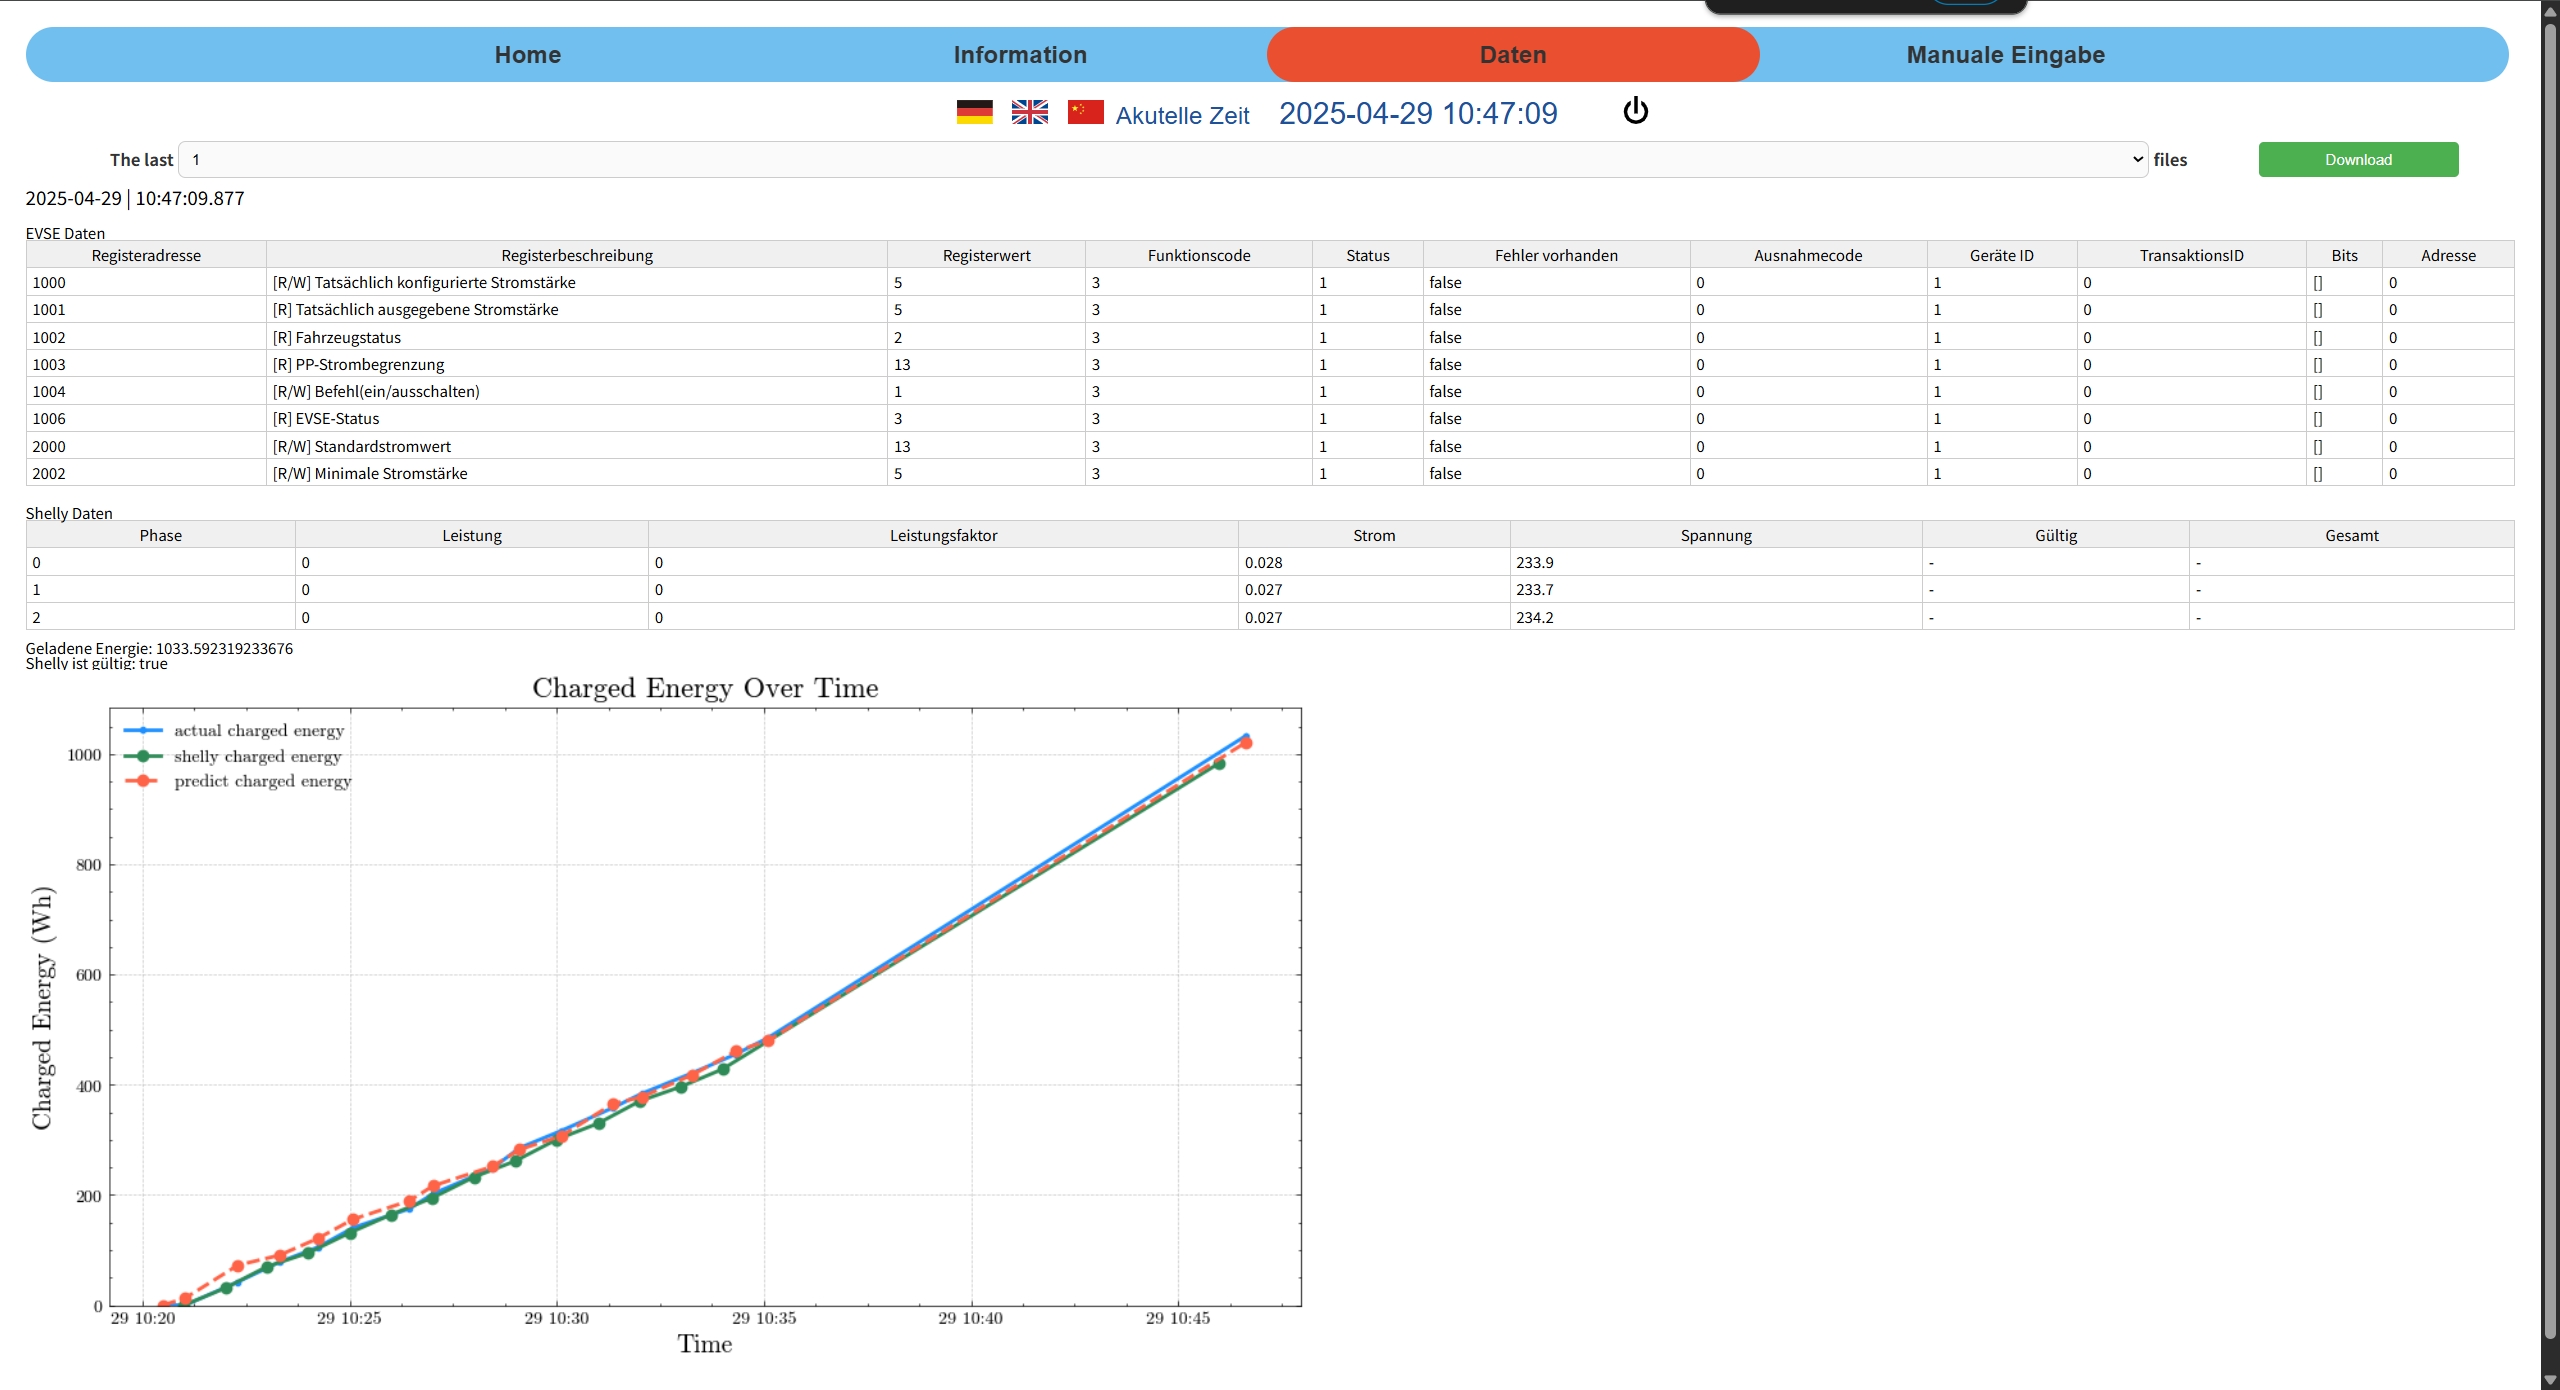 Home Information Daten Manuale Eingabe
Akutelle Zeit 2025-04-29 10:47:09
The last 1 files Download
2025-04-29 | 10:47:09.877
EVSE Daten
Registeradresse Registerbeschreibung Registerwert Funktionscode Status Fehler vorhanden Ausnahmecode Geräte ID TransaktionsID Bits Adresse
1000 [R/W] Tatsächlich konfigurierte Stromstärke 5 3 1 false 0 1 0 [] 0
1001 [R] Tatsächlich ausgegebene Stromstärke 5 3 1 false 0 1 0 [] 0
1002 [R] Fahrzeugstatus 2 3 1 false 0 1 0 [] 0
1003 [R] PP-Strombegrenzung 13 3 1 false 0 1 0 [] 0
1004 [R/W] Befehl(ein/ausschalten) 1 3 1 false 0 1 0 [] 0
1006 [R] EVSE-Status 3 3 1 false 0 1 0 [] 0
2000 [R/W] Standardstromwert 13 3 1 false 0 1 0 [] 0
2002 [R/W] Minimale Stromstärke 5 3 1 false 0 1 0 [] 0
Shelly Daten
Phase Leistung Leistungsfaktor Strom Spannung Gültig Gesamt
0 0 0 0.028 233.9 - -
1 0 0 0.027 233.7 - -
2 0 0 0.027 234.2 - -
Geladene Energie: 1033.592319233676
Shelly ist gültig: true
Charged Energy Over Time
actual charged energy
shelly charged energy
predict charged energy
1000
800
600
400
200
0
Charged Energy (Wh)
29 10:20 29 10:25 29 10:30 29 10:35 29 10:40 29 10:45
Time